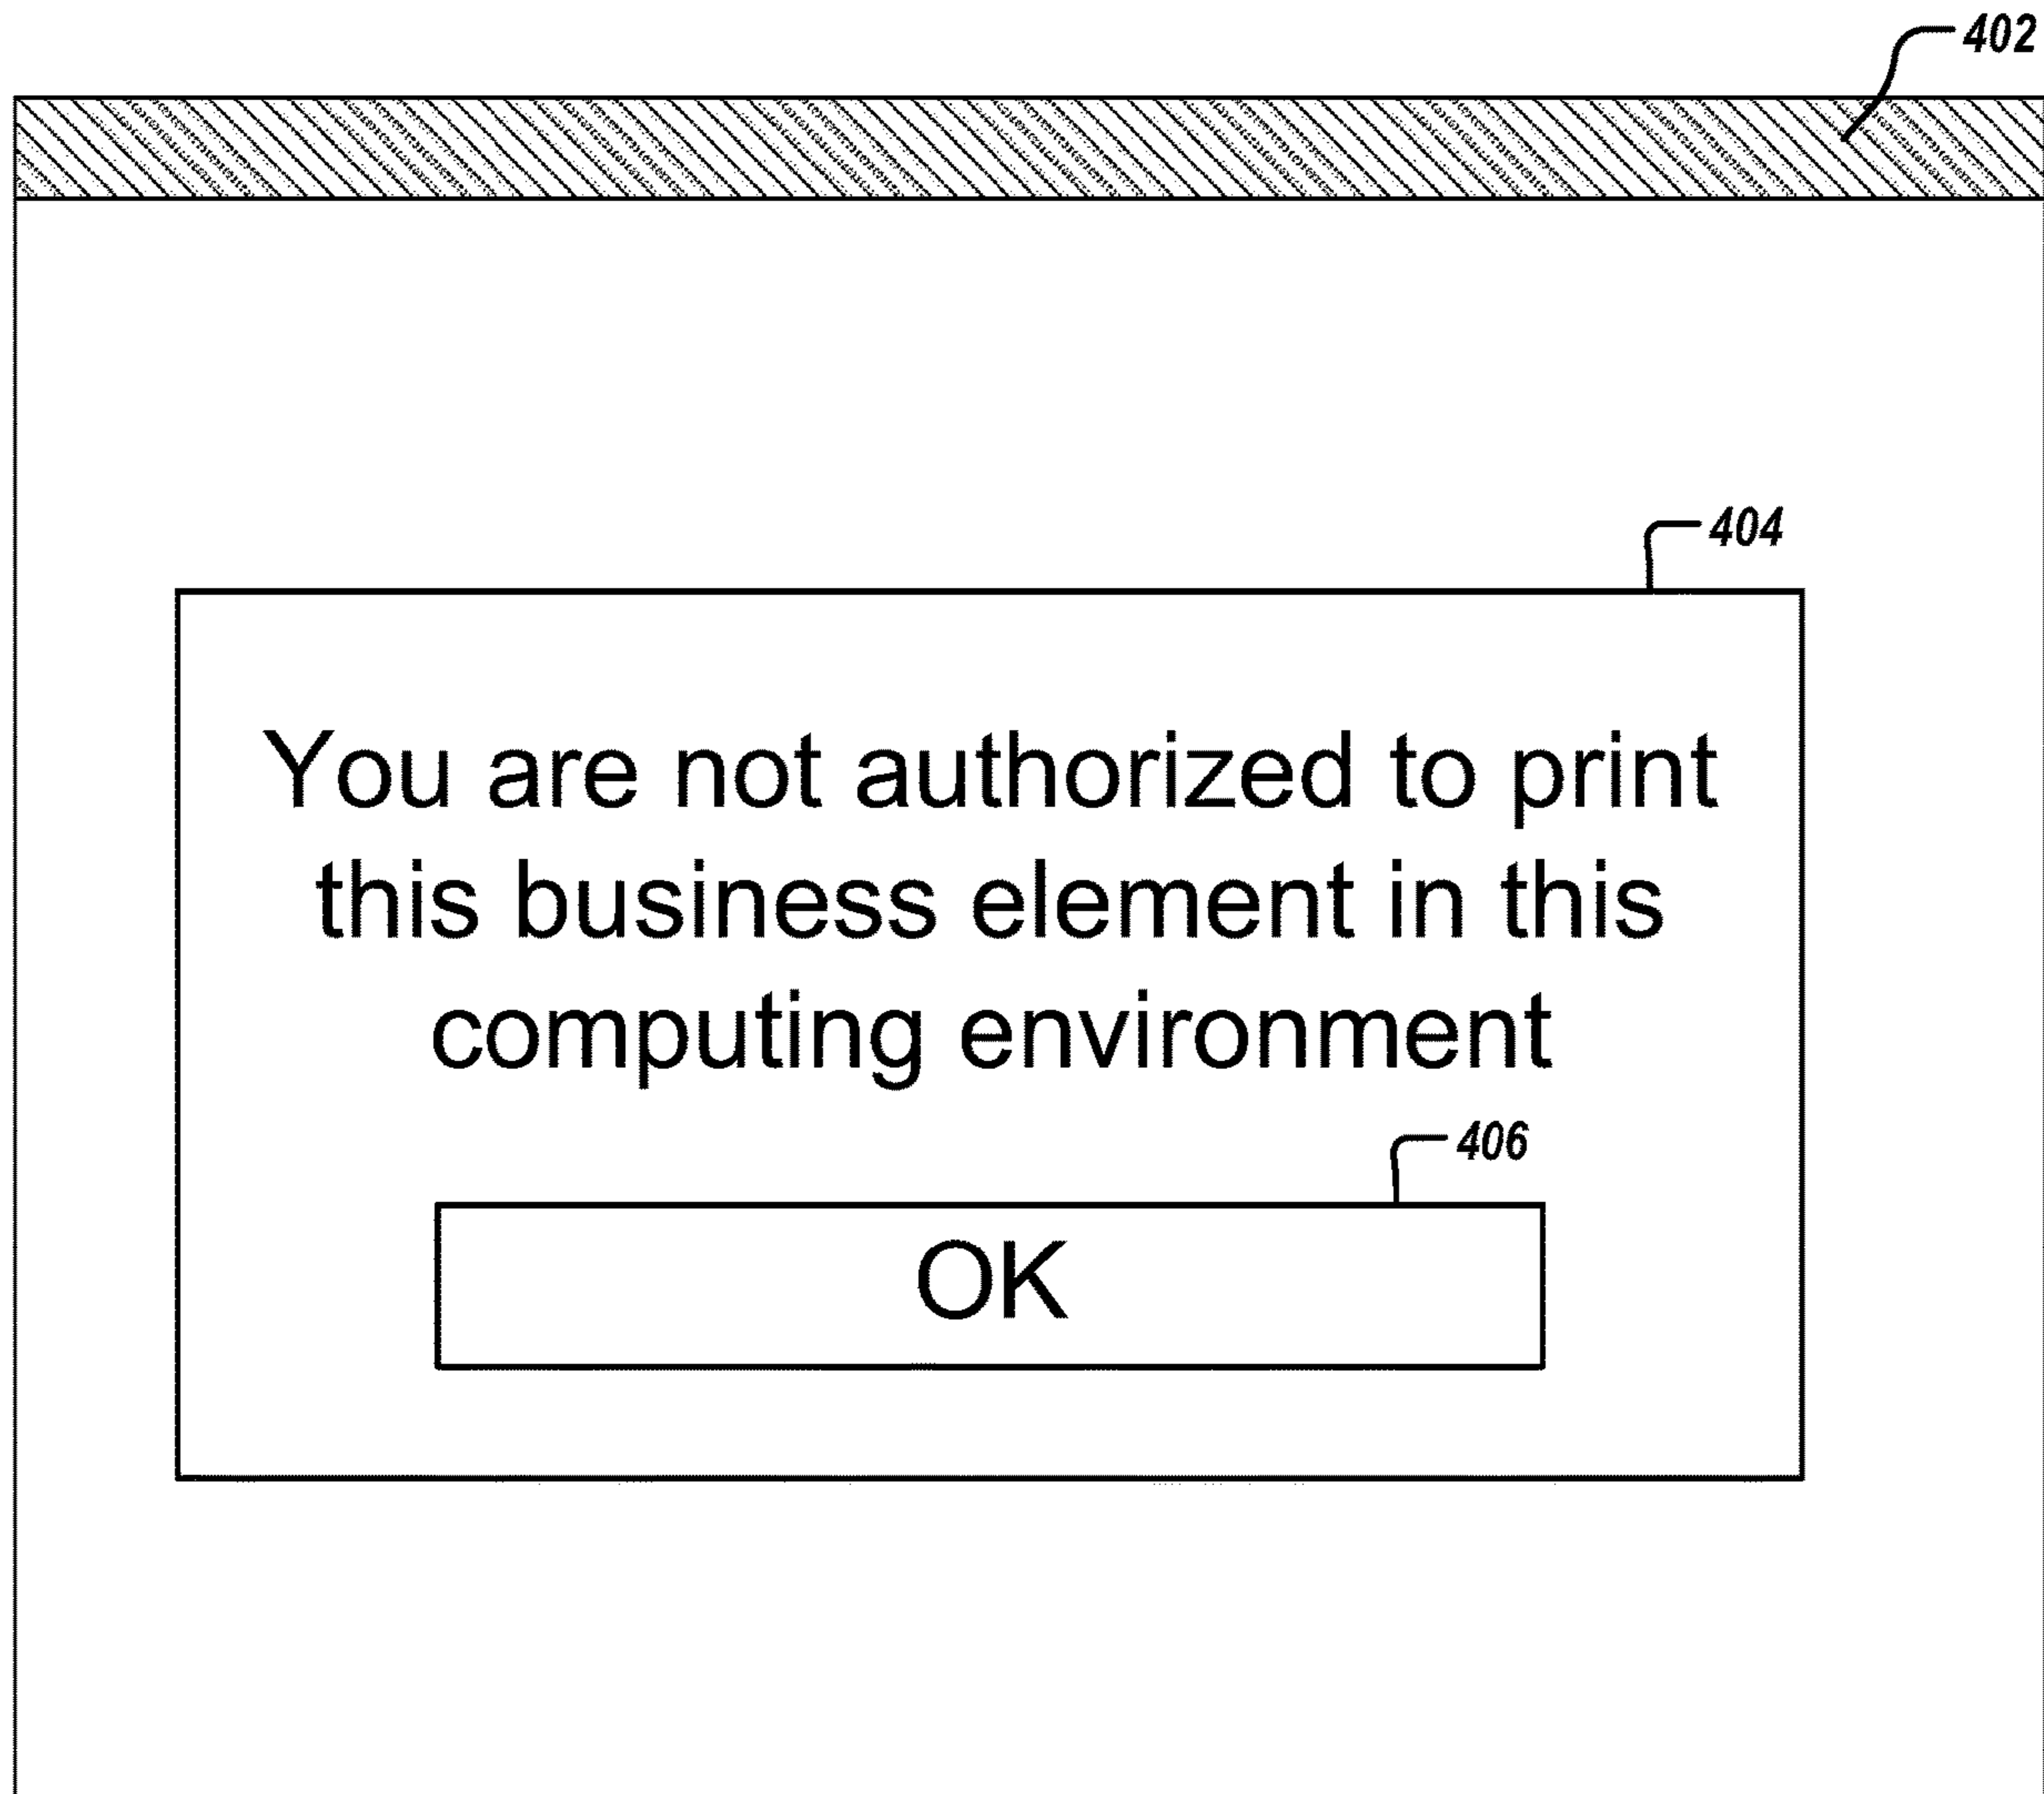 402
404
You are not authorized to print
this business element in this
computing environment
406
OK